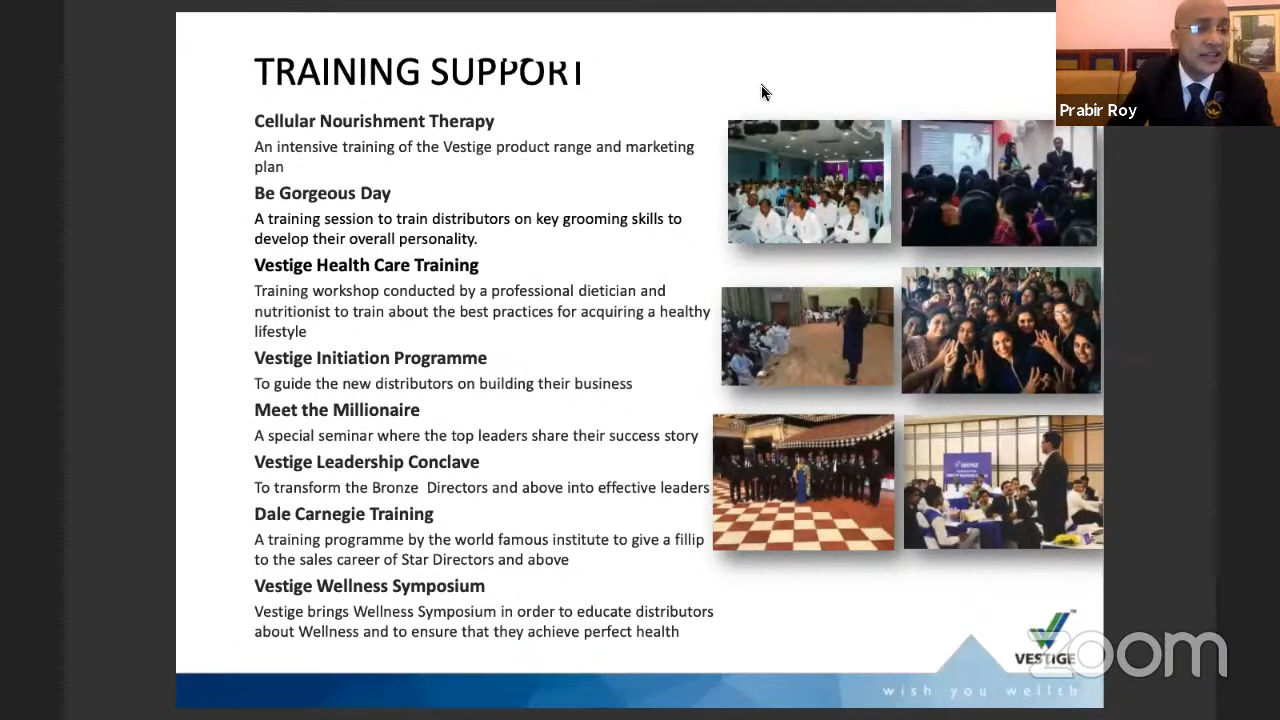 TRAINING SUPPORT
Cellular Nourishment Therapy
An intensive training of the Vestige product range and marketing
plan
Be Gorgeous Day
A training session to train distributors on key grooming skills to
develop their overall personality.
Vestige Health Care Training
Training workshop conducted by a professional dietician and
nutritionist to train about the best practices for acquiring a healthy
lifestyle
Vestige Initiation Programme
To guide the new distributors on building their business
Meet the Millionaire
A special seminar where the top leaders share their success story
Vestige Leadership Conclave
To transform the Bronze  Directors and above into effective leaders
Dale Carnegie Training
A training programme by the world famous institute to give a fillip
to the sales career of Star Directors and above
Vestige Wellness Symposium
Vestige brings Wellness Symposium in order to educate distributors
about Wellness and to ensure that they achieve perfect health
Prabir Roy
VESTIGE
TM
VESTIGE
zoom
wish you wellth